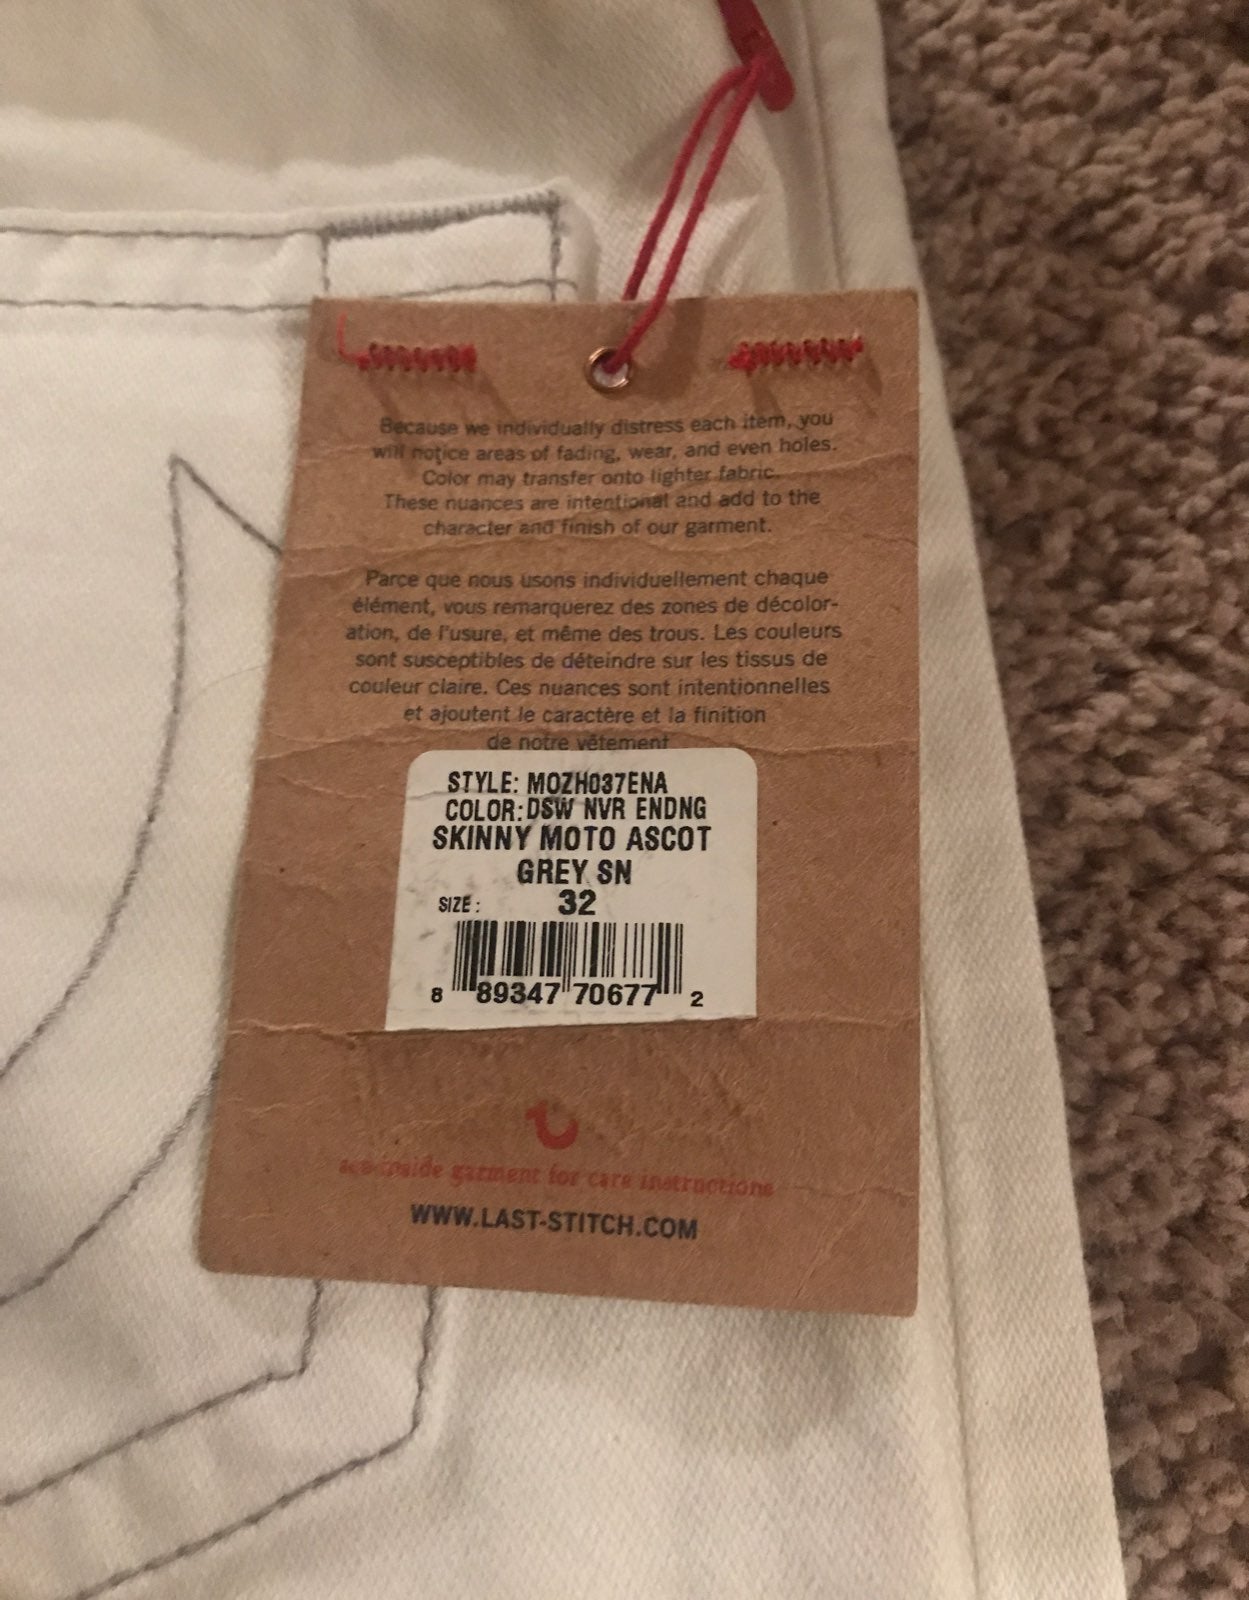 Because we individually distress each item, you
will notice areas of fading, wear, and even holes.
Color may transfer onto lighter fabric.
These nuances are intentional and add to the
character and finish of our garment.
Parce que nous usons individuellement chaque
élément, vous remarquerez des zones de décolor-
ation, de l'usure, et même des trous. Les couleurs
sont susceptibles de déteindre sur les tissus de
couleur claire. Ces nuances sont intentionnelles
et ajoutent le caractère et la finition
de notre vêtement
STYLE: MOZH037ENA
COLOR: DSW NVR ENDNG
SKINNY MOTO ASCOT
GREY SN
SIZE: 32
8 89347 70677 2
see inside garment for care instructions
WWW.LAST-STITCH.COM